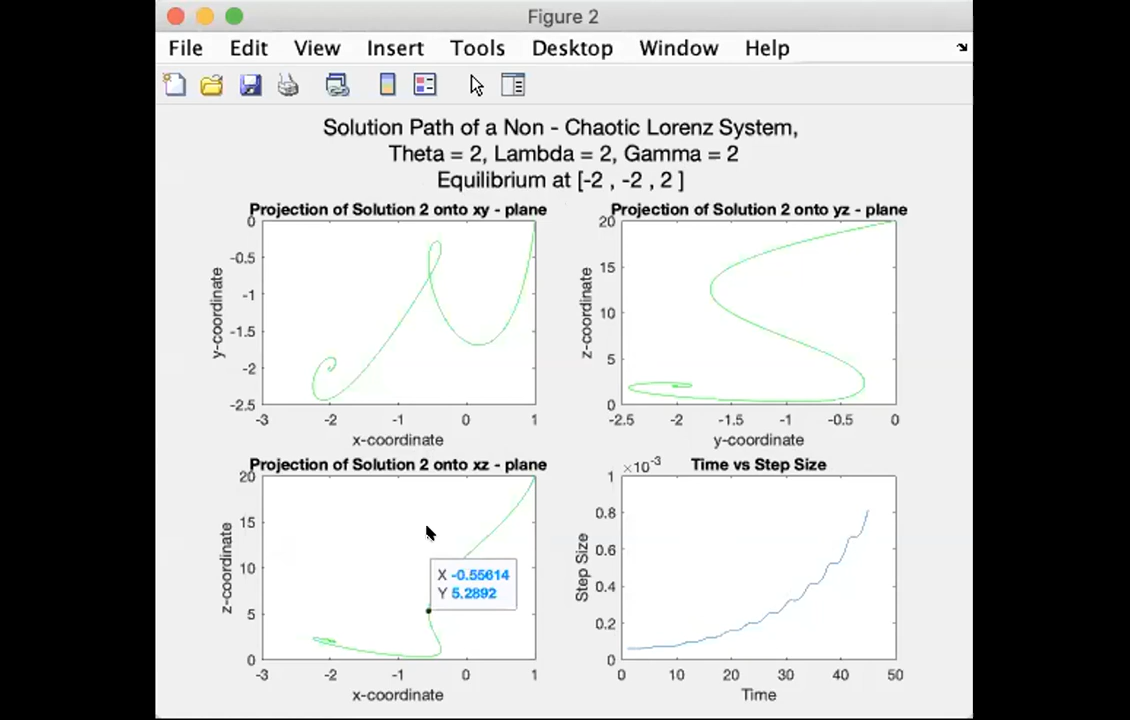 Figure 2
File Edit View Insert Tools Desktop Window Help
Solution Path of a Non - Chaotic Lorenz System,
Theta = 2, Lambda = 2, Gamma = 2
Equilibrium at [-2 , -2 , 2 ]
Projection of Solution 2 onto xy - plane
0
-0.5
-1
-1.5
-2
-2.5
y-coordinate
-3 -2 -1 0 1
x-coordinate
Projection of Solution 2 onto yz - plane
20
15
10
5
0
z-coordinate
-2.5 -2 -1.5 -1 -0.5 0
y-coordinate
Projection of Solution 2 onto xz - plane
20
15
10
5
0
z-coordinate
X -0.55614
Y 5.2892
-3 -2 -1 0 1
x-coordinate
Time vs Step Size
×10-3
1
0.8
0.6
0.4
0.2
0
Step Size
0 10 20 30 40 50
Time